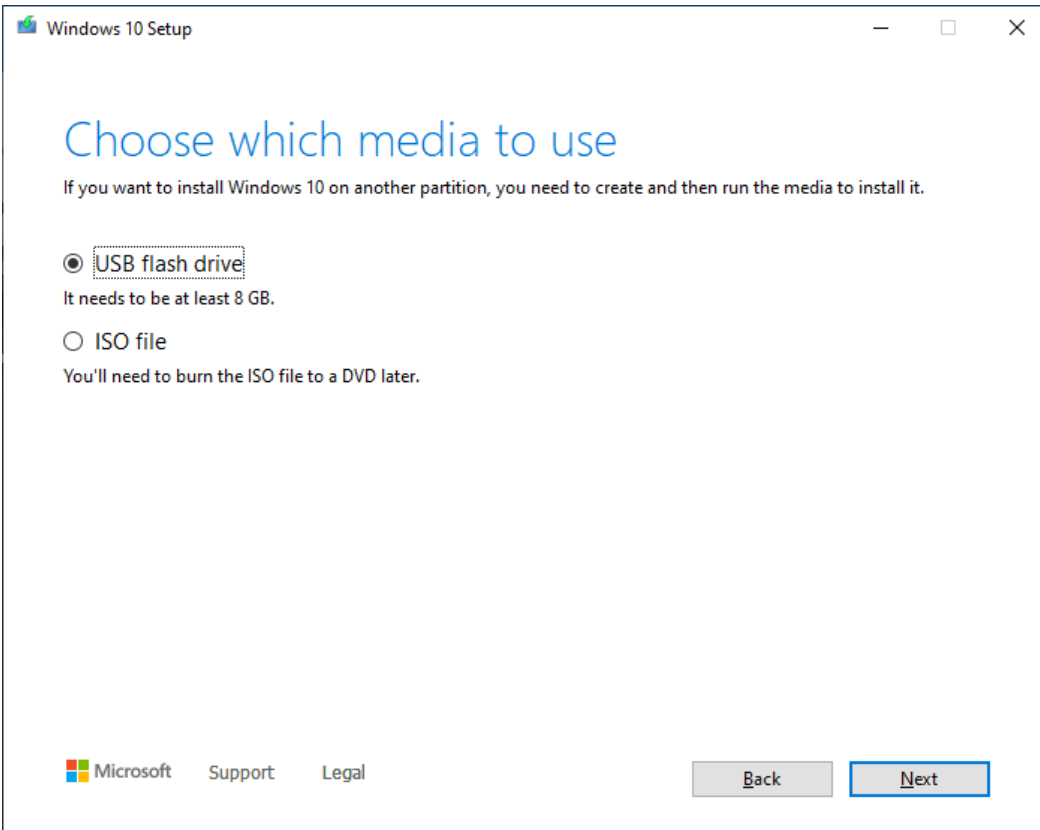 Windows 10 Setup
Choose which media to use
If you want to install Windows 10 on another partition, you need to create and then run the media to install it.
USB flash drive
It needs to be at least 8 GB.
ISO file
You'll need to burn the ISO file to a DVD later.
Microsoft Support Legal Back Next